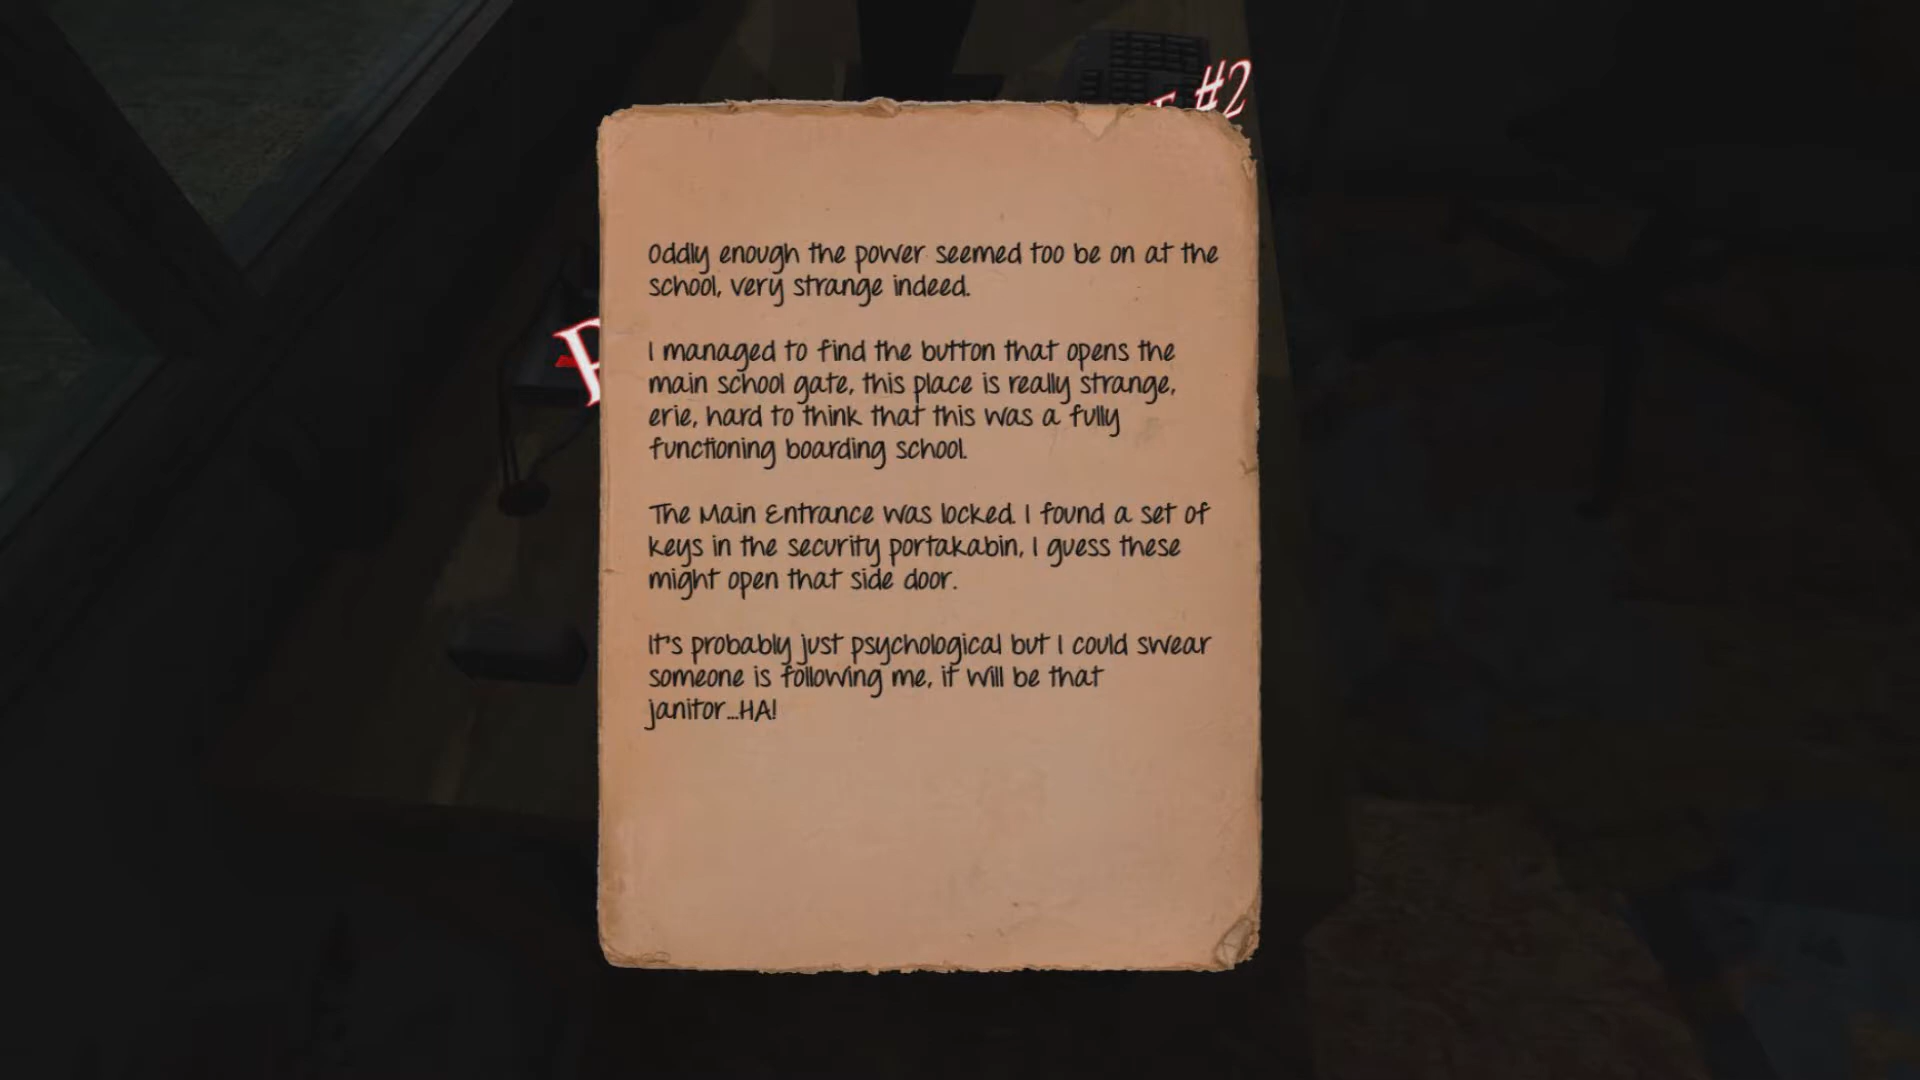 #2
Oddly enough the power seemed too be on at the
school, very strange indeed.
I managed to find the button that opens the
main school gate, this place is really strange,
erie, hard to think that this was a fully
functioning boarding school.
The Main Entrance was locked. I found a set of
keys in the security portakabin, I guess these
might open that side door.
It's probably just psychological but I could swear
someone is following me, it will be that
janitor...HA!